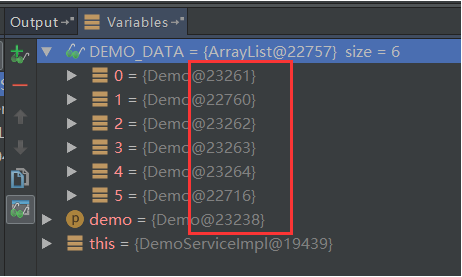 Output→" Variables→"
DEMO_DATA = {ArrayList@22757} size = 6
0 = {Demo@23261}
1 = {Demo@22760}
2 = {Demo@23262}
3 = {Demo@23263}
4 = {Demo@23264}
5 = {Demo@22716}
p demo = {Demo@23238}
this = {DemoServiceImpl@19439}